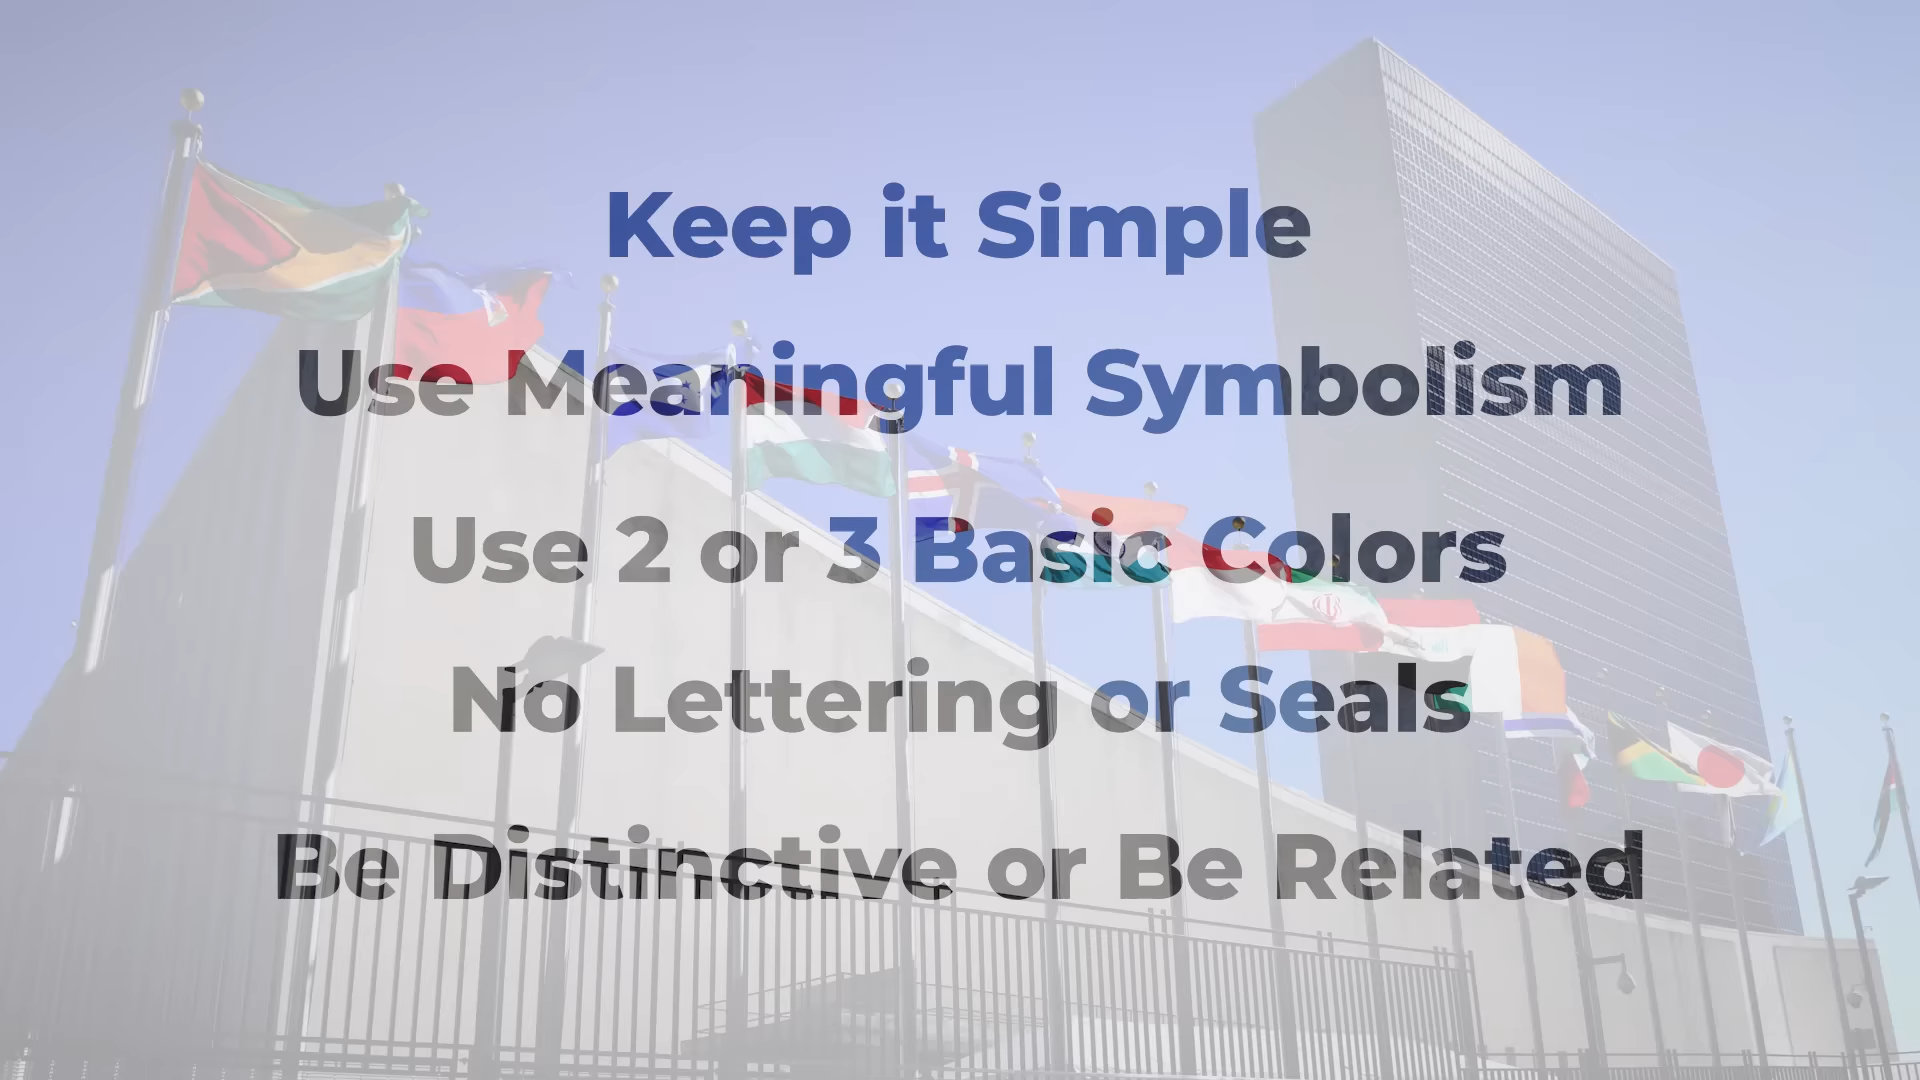 Keep it Simple
Use Meaningful Symbolism
Use 2 or 3 Basic Colors
No Lettering or Seals
Be Distinctive or Be Related